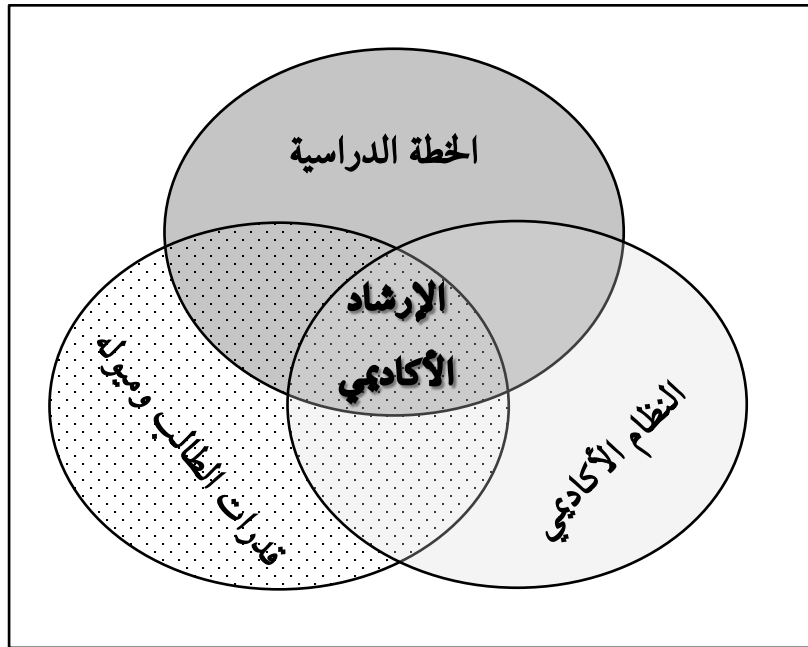 الخطة الدراسية
الإرشاد
الأكاديمي
قدرات الطالب وميوله
النظام الأكاديمي